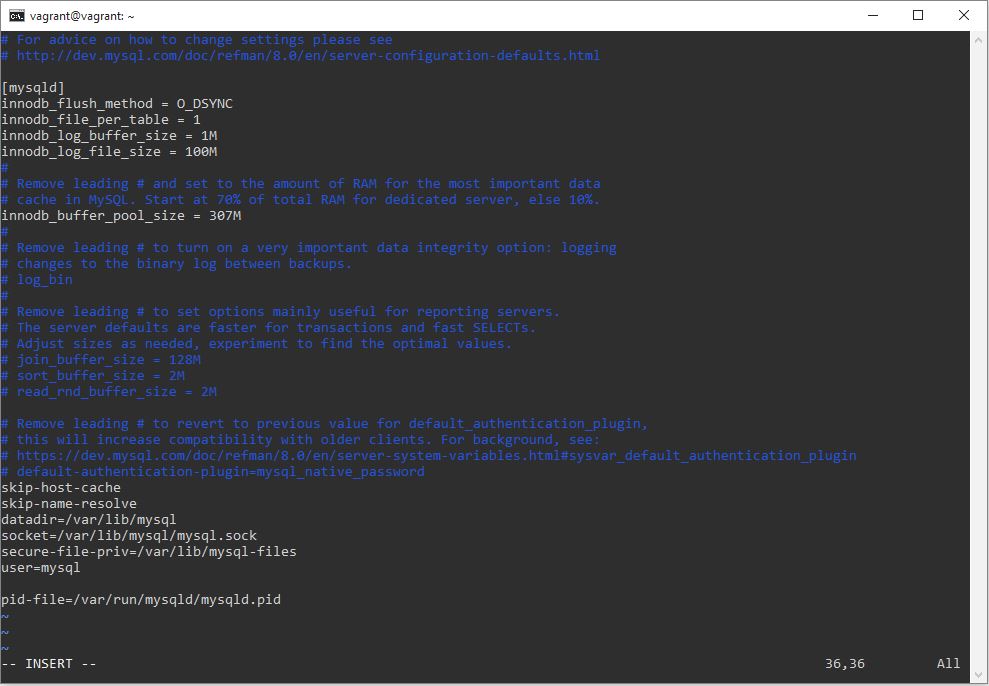 vagrant@vagrant: ~
# For advice on how to change settings please see
# http://dev.mysql.com/doc/refman/8.0/en/server-configuration-defaults.html
[mysqld]
innodb_flush_method = O_DSYNC
innodb_file_per_table = 1
innodb_log_buffer_size = 1M
innodb_log_file_size = 100M
#
# Remove leading # and set to the amount of RAM for the most important data
# cache in MySQL. Start at 70% of total RAM for dedicated server, else 10%.
innodb_buffer_pool_size = 307M
#
# Remove leading # to turn on a very important data integrity option: logging
# changes to the binary log between backups.
# log_bin
#
# Remove leading # to set options mainly useful for reporting servers.
# The server defaults are faster for transactions and fast SELECTs.
# Adjust sizes as needed, experiment to find the optimal values.
# join_buffer_size = 128M
# sort_buffer_size = 2M
# read_rnd_buffer_size = 2M
# Remove leading # to revert to previous value for default_authentication_plugin,
# this will increase compatibility with older clients. For background, see:
# https://dev.mysql.com/doc/refman/8.0/en/server-system-variables.html#sysvar_default_authentication_plugin
# default-authentication-plugin=mysql_native_password
skip-host-cache
skip-name-resolve
datadir=/var/lib/mysql
socket=/var/lib/mysql/mysql.sock
secure-file-priv=/var/lib/mysql-files
user=mysql
pid-file=/var/run/mysqld/mysqld.pid
~
~
~
-- INSERT -- 36,36 All